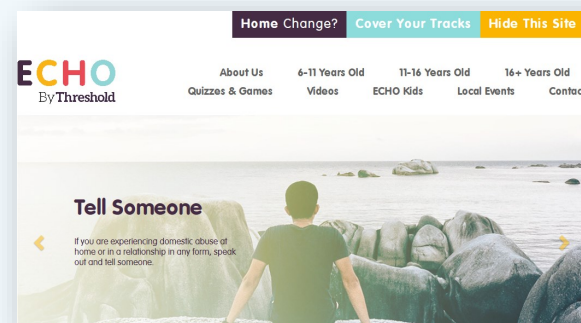 Home Change? Cover Your Tracks Hide This Site
ECHO
By Threshold
About Us 6-11 Years Old 11-16 Years Old 16+ Years Old
Quizzes & Games Videos ECHO Kids Local Events Contac
Tell Someone
If you are experiencing domestic abuse at
home or in a relationship in any form, speak
out and tell someone.